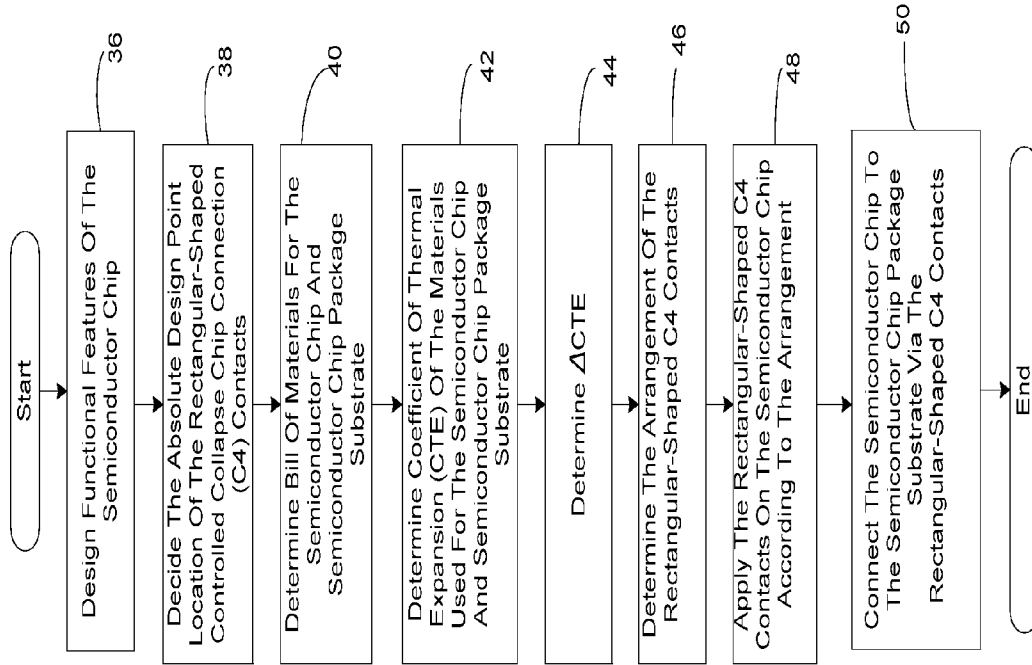 Start
Design Functional Features Of The
Semiconductor Chip
36
Decide The Absolute Design Point
Location Of The Rectangular-Shaped
Controlled Collapse Chip Connection
(C4) Contacts
38
Determine Bill Of Materials For The
Semiconductor Chip And
Semiconductor Chip Package
Substrate
40
Determine Coefficient Of Thermal
Expansion (CTE) Of The Materials
Used For The Semiconductor Chip
And Semiconductor Chip Package
Substrate
42
Determine ΔCTE
44
Determine The Arrangement Of The
Rectangular-Shaped C4 Contacts
46
Apply The Rectangular-Shaped C4
Contacts On The Semiconductor Chip
According To The Arrangement
48
Connect The Semiconductor Chip To
The Semiconductor Chip Package
Substrate Via The
Rectangular-Shaped C4 Contacts
50
End